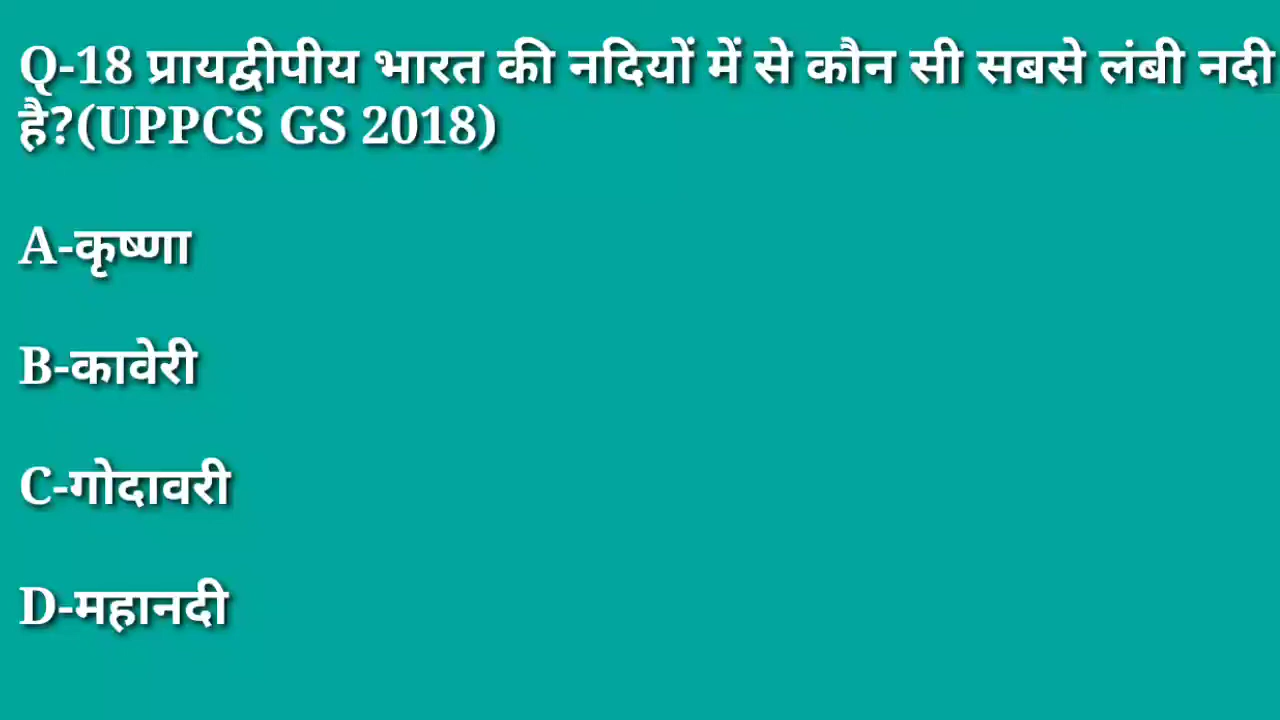 Q-18 प्रायद्वीपीय भारत की नदियों में से कौन सी सबसे लंबी नदी
है?(UPPCS GS 2018)
A-कृष्णा
B-कावेरी
C-गोदावरी
D-महानदी